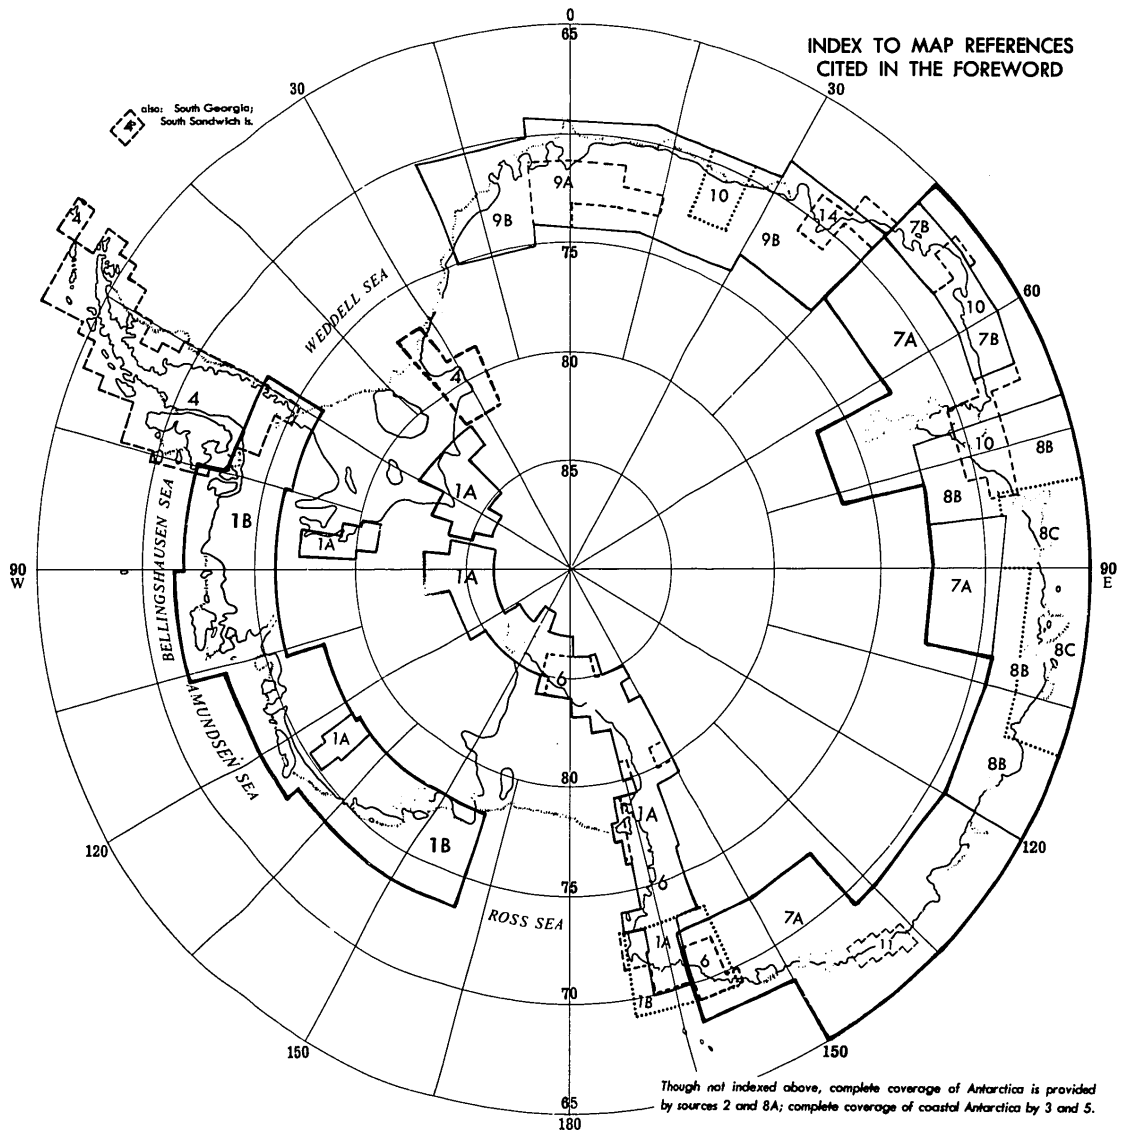 0
65
INDEX TO MAP REFERENCES
CITED IN THE FOREWORD
30
30
also: South Georgia;
South Sandwich Is.
9A
10
14
9B
9B
7B
4
75
WEDDELL SEA
60
10
7B
7A
80
4
4
10
8B
85
1A
8B
1B
1A
8C
BELLINGSHAUSEN SEA
90
W
1A
7A
90
E
8C
8B
6
AMUNDSEN SEA
1A
8B
80
1A
1B
120
120
75
6
ROSS SEA
7A
1A
11
6
70
1B
150
150
Though not indexed above, complete coverage of Antarctica is provided
by sources 2 and 8A; complete coverage of coastal Antarctica by 3 and 5.
65
180